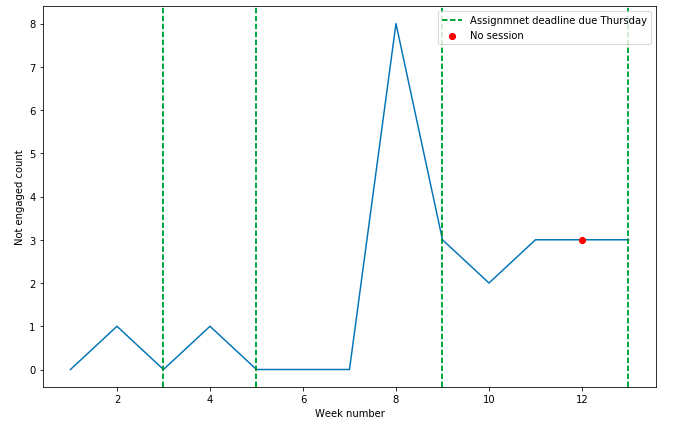 8
7
6
5
4
3
2
1
0
Not engaged count
Assignmnet deadline due Thursday
No session
2 4 6 8 10 12
Week number